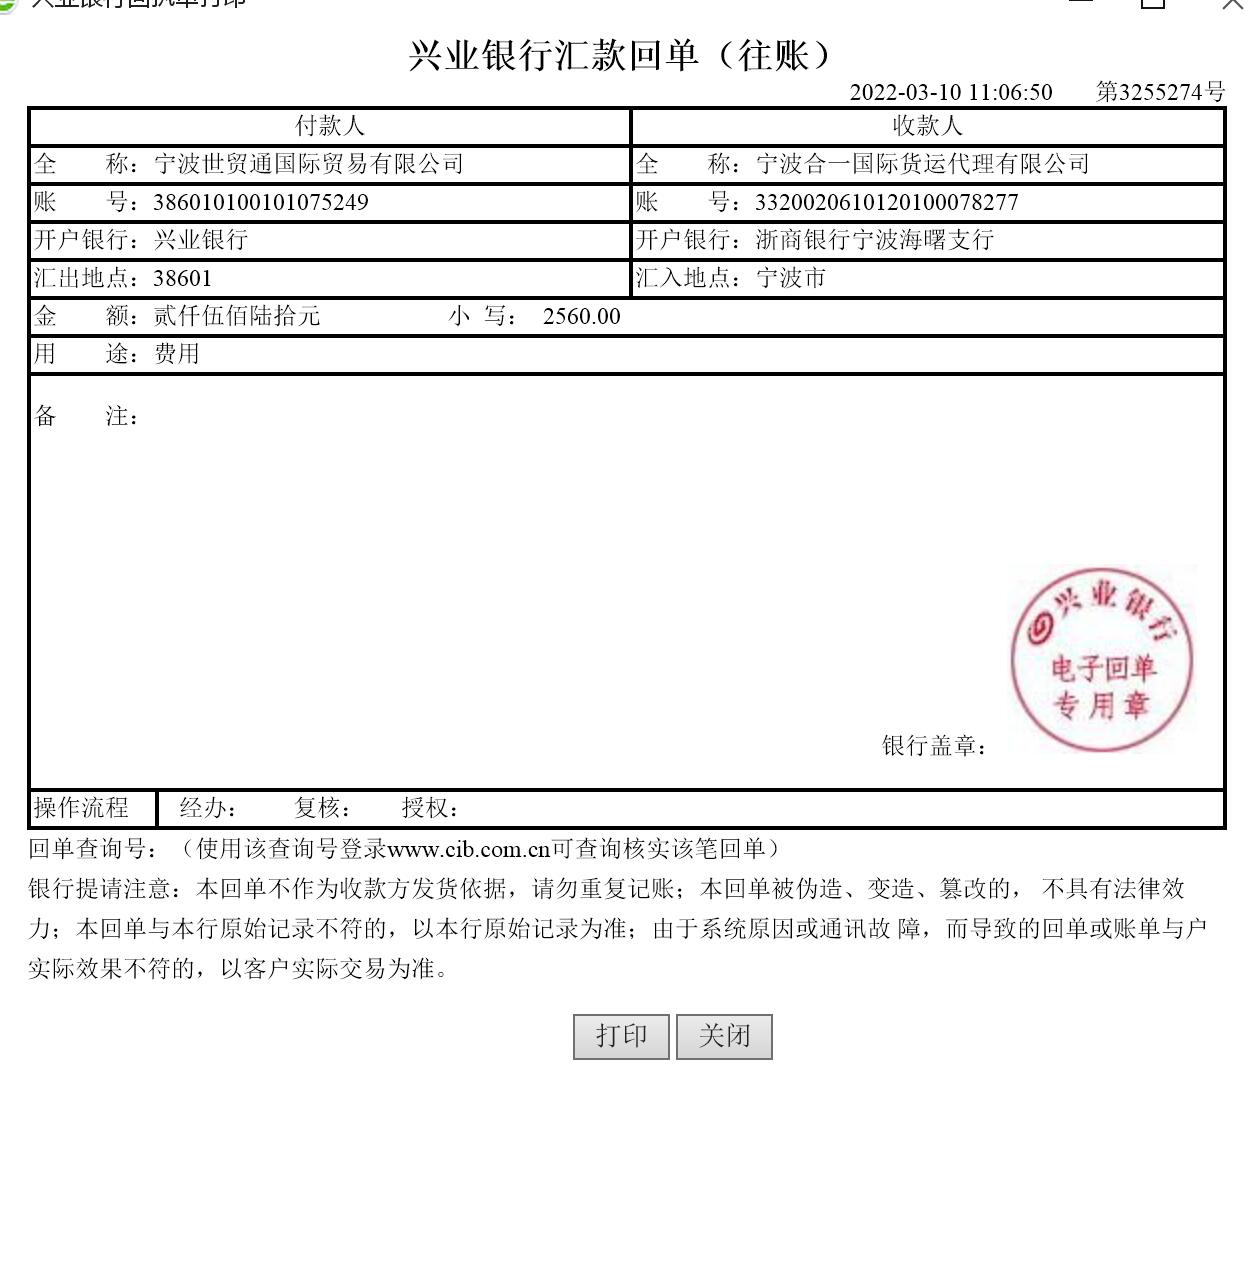 兴业银行回执单打印
兴业银行汇款回单（往账）
2022-03-10 11:06:50 第3255274号
付款人 收款人
全 称：宁波世贸通国际贸易有限公司 全 称：宁波合一国际货运代理有限公司
账 号：386010100101075249 账 号：3320020610120100078277
开户银行：兴业银行 开户银行：浙商银行宁波海曙支行
汇出地点：38601 汇入地点：宁波市
金 额：贰仟伍佰陆拾元 小 写： 2560.00
用 途：费用
备 注：
兴业银行
电子回单
专用章
银行盖章：
操作流程 经办： 复核： 授权：
回单查询号：（使用该查询号登录www.cib.com.cn可查询核实该笔回单）
银行提请注意：本回单不作为收款方发货依据，请勿重复记账；本回单被伪造、变造、篡改的， 不具有法律效
力；本回单与本行原始记录不符的，以本行原始记录为准；由于系统原因或通讯故 障，而导致的回单或账单与户
实际效果不符的，以客户实际交易为准。
打印 关闭